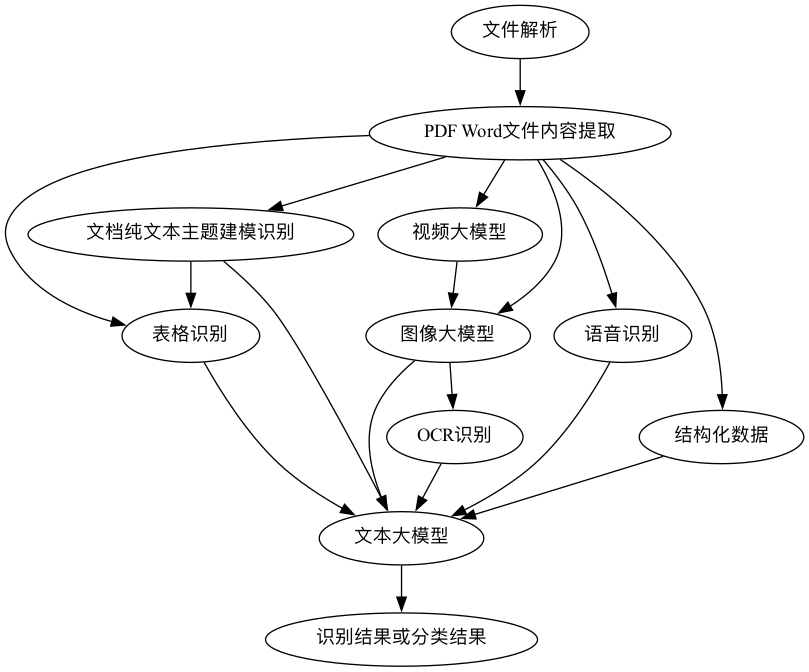 文件解析
PDF Word文件内容提取
文档纯文本主题建模识别
视频大模型
表格识别
图像大模型
语音识别
OCR识别
结构化数据
文本大模型
识别结果或分类结果